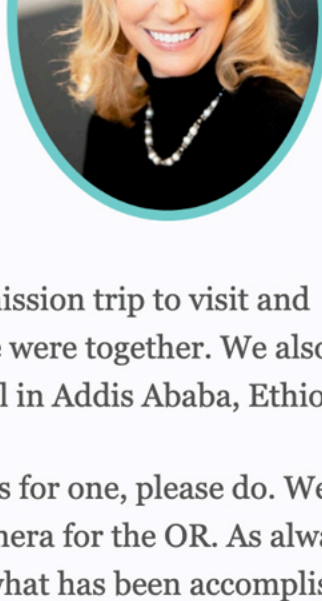 ission trip to visit and
e were together. We also
l in Addis Ababa, Ethio
s for one, please do. We
era for the OR. As alwa
what has been accomplis